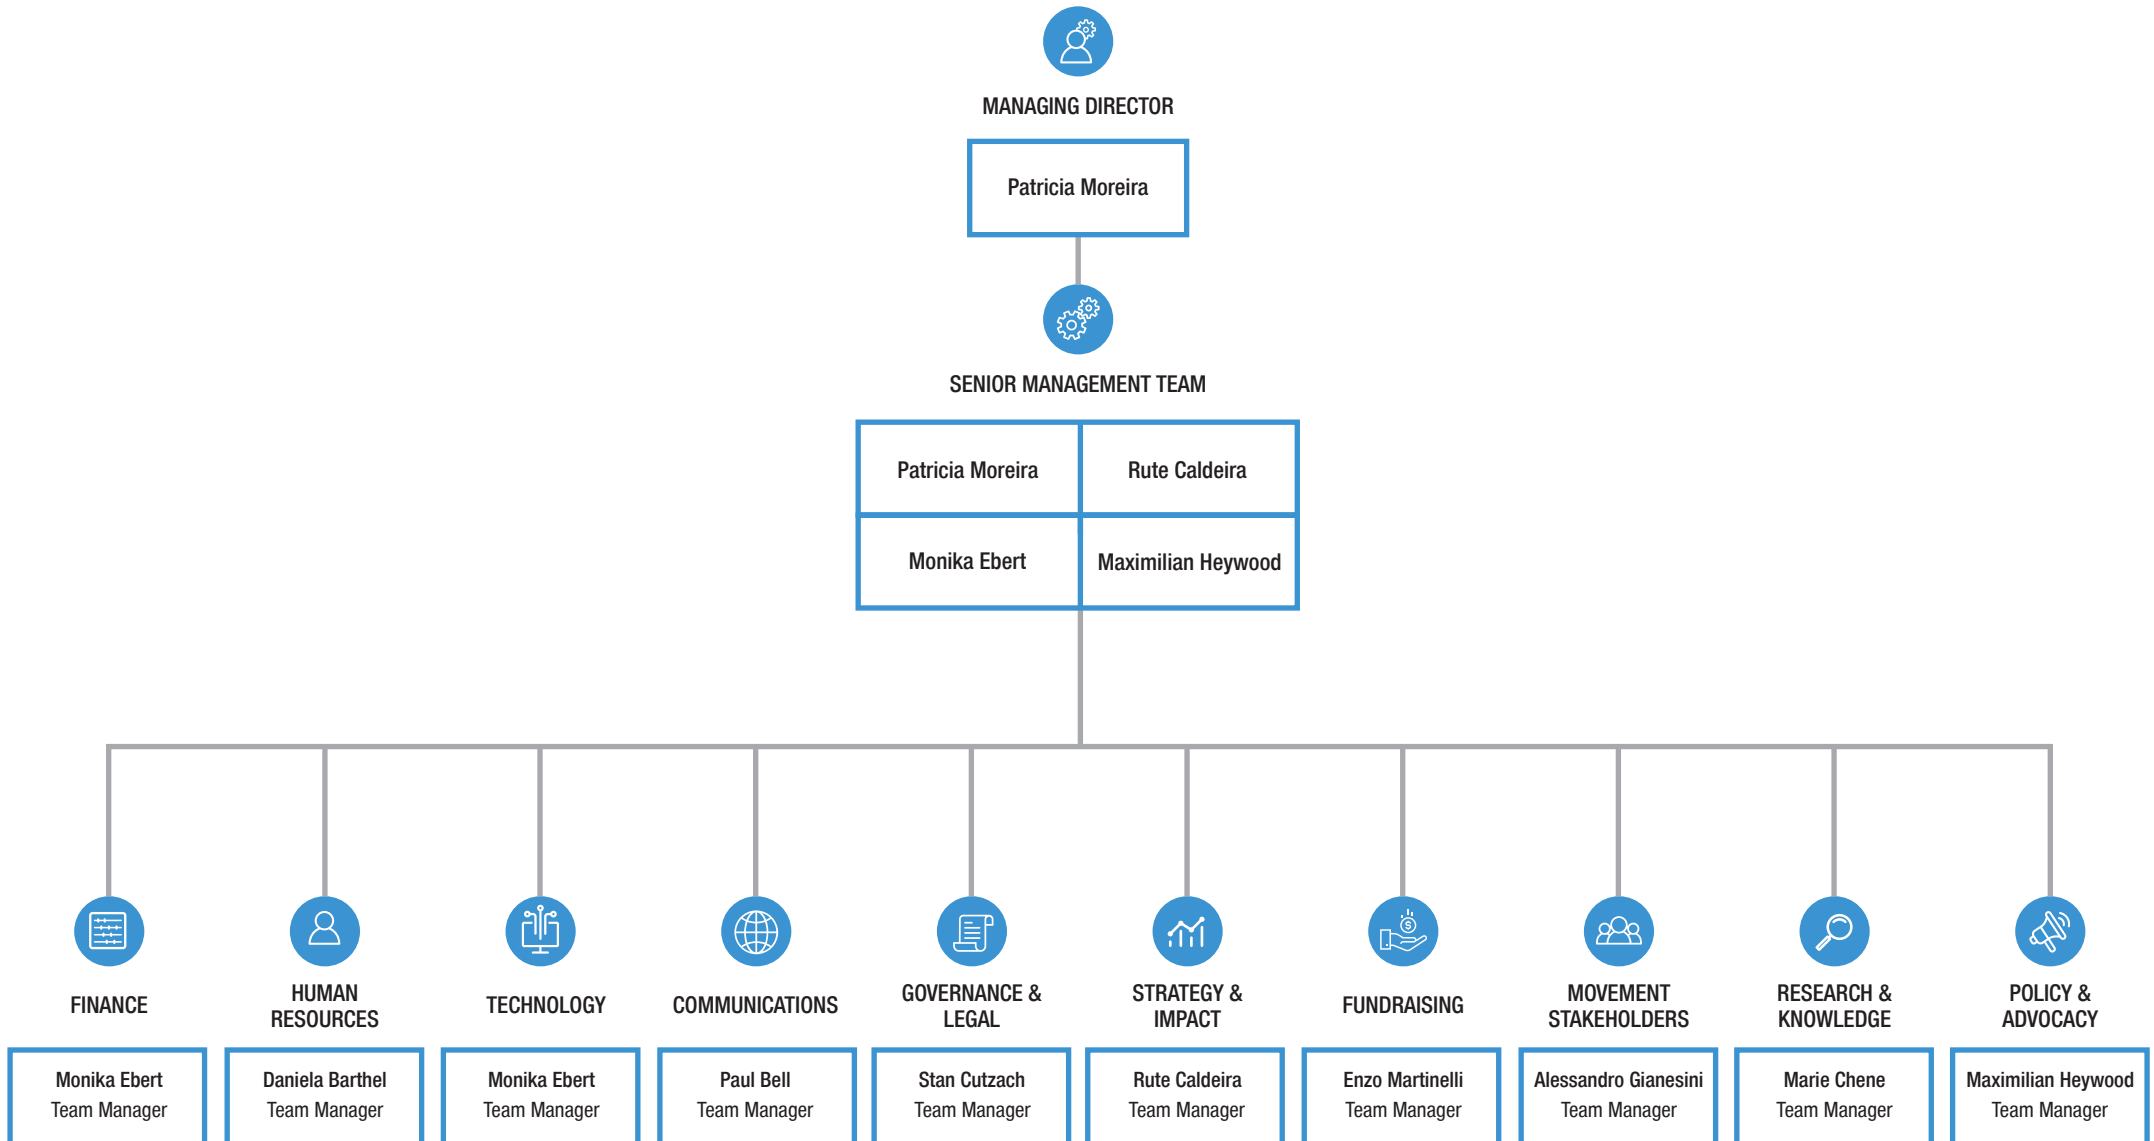 MANAGING DIRECTOR
Patricia Moreira
SENIOR MANAGEMENT TEAM
Patricia Moreira
Rute Caldeira
Monika Ebert
Maximilian Heywood
FINANCE
Monika Ebert
Team Manager
HUMAN
RESOURCES
Daniela Barthel
Team Manager
TECHNOLOGY
Monika Ebert
Team Manager
COMMUNICATIONS
Paul Bell
Team Manager
GOVERNANCE &
LEGAL
Stan Cutzach
Team Manager
STRATEGY &
IMPACT
Rute Caldeira
Team Manager
FUNDRAISING
Enzo Martinelli
Team Manager
MOVEMENT
STAKEHOLDERS
Alessandro Gianesini
Team Manager
RESEARCH &
KNOWLEDGE
Marie Chene
Team Manager
POLICY &
ADVOCACY
Maximilian Heywood
Team Manager